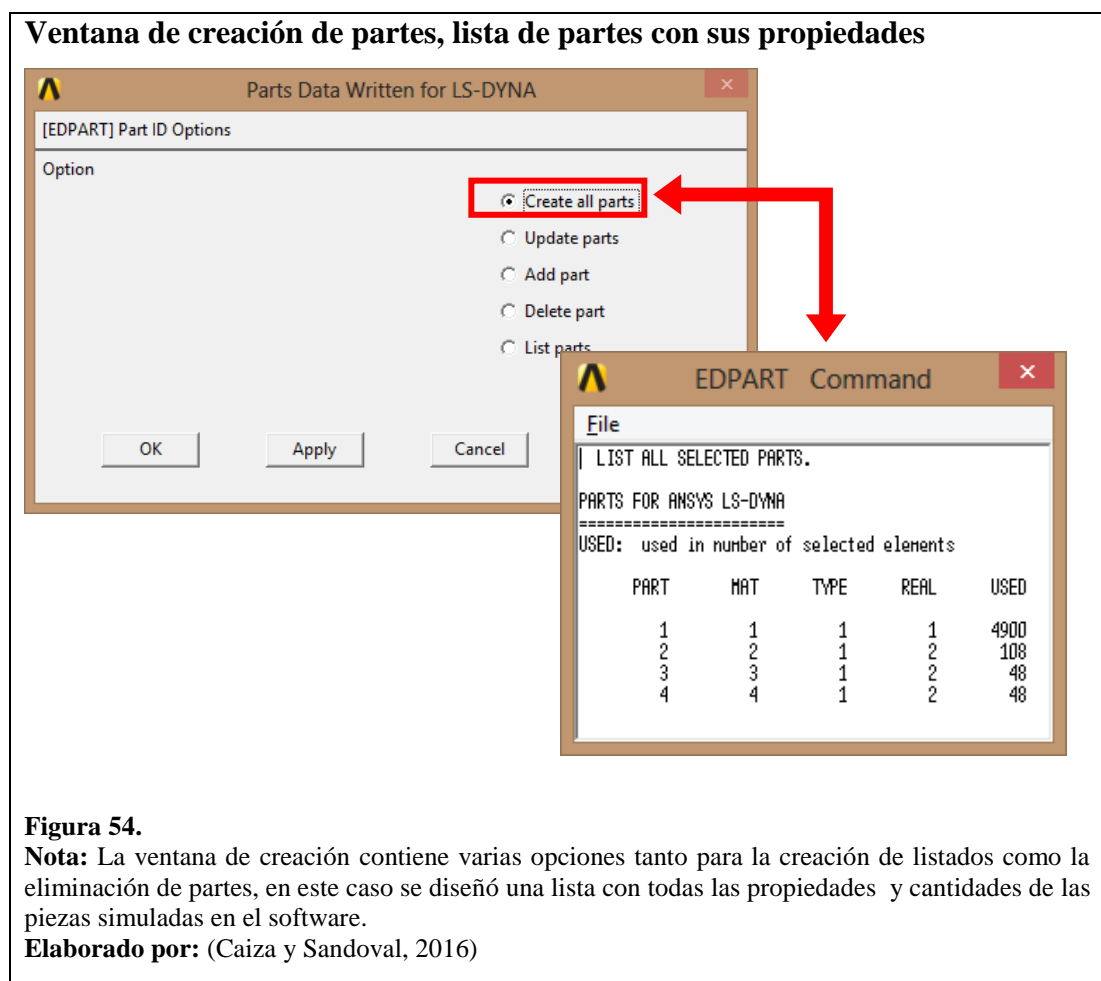 Ventana de creación de partes, lista de partes con sus propiedades
Parts Data Written for LS-DYNA
[EDPART] Part ID Options
Option
Create all parts
Update parts
Add part
Delete part
List parts
OK Apply Cancel
EDPART Command
File
LIST ALL SELECTED PARTS.
PARTS FOR ANSYS LS-DYNA
=======================
USED: used in number of selected elements
PART MAT TYPE REAL USED
1 1 1 1 4900
2 2 1 2 108
3 3 1 2 48
4 4 1 2 48
Figura 54.
Nota: La ventana de creación contiene varias opciones tanto para la creación de listados como la
eliminación de partes, en este caso se diseñó una lista con todas las propiedades y cantidades de las
piezas simuladas en el software.
Elaborado por: (Caiza y Sandoval, 2016)